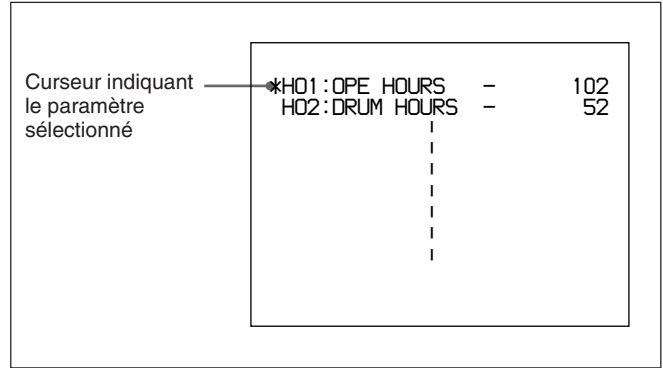 Curseur indiquant
le paramètre
sélectionné
*H01:OPE HOURS - 102
H02:DRUM HOURS - 52